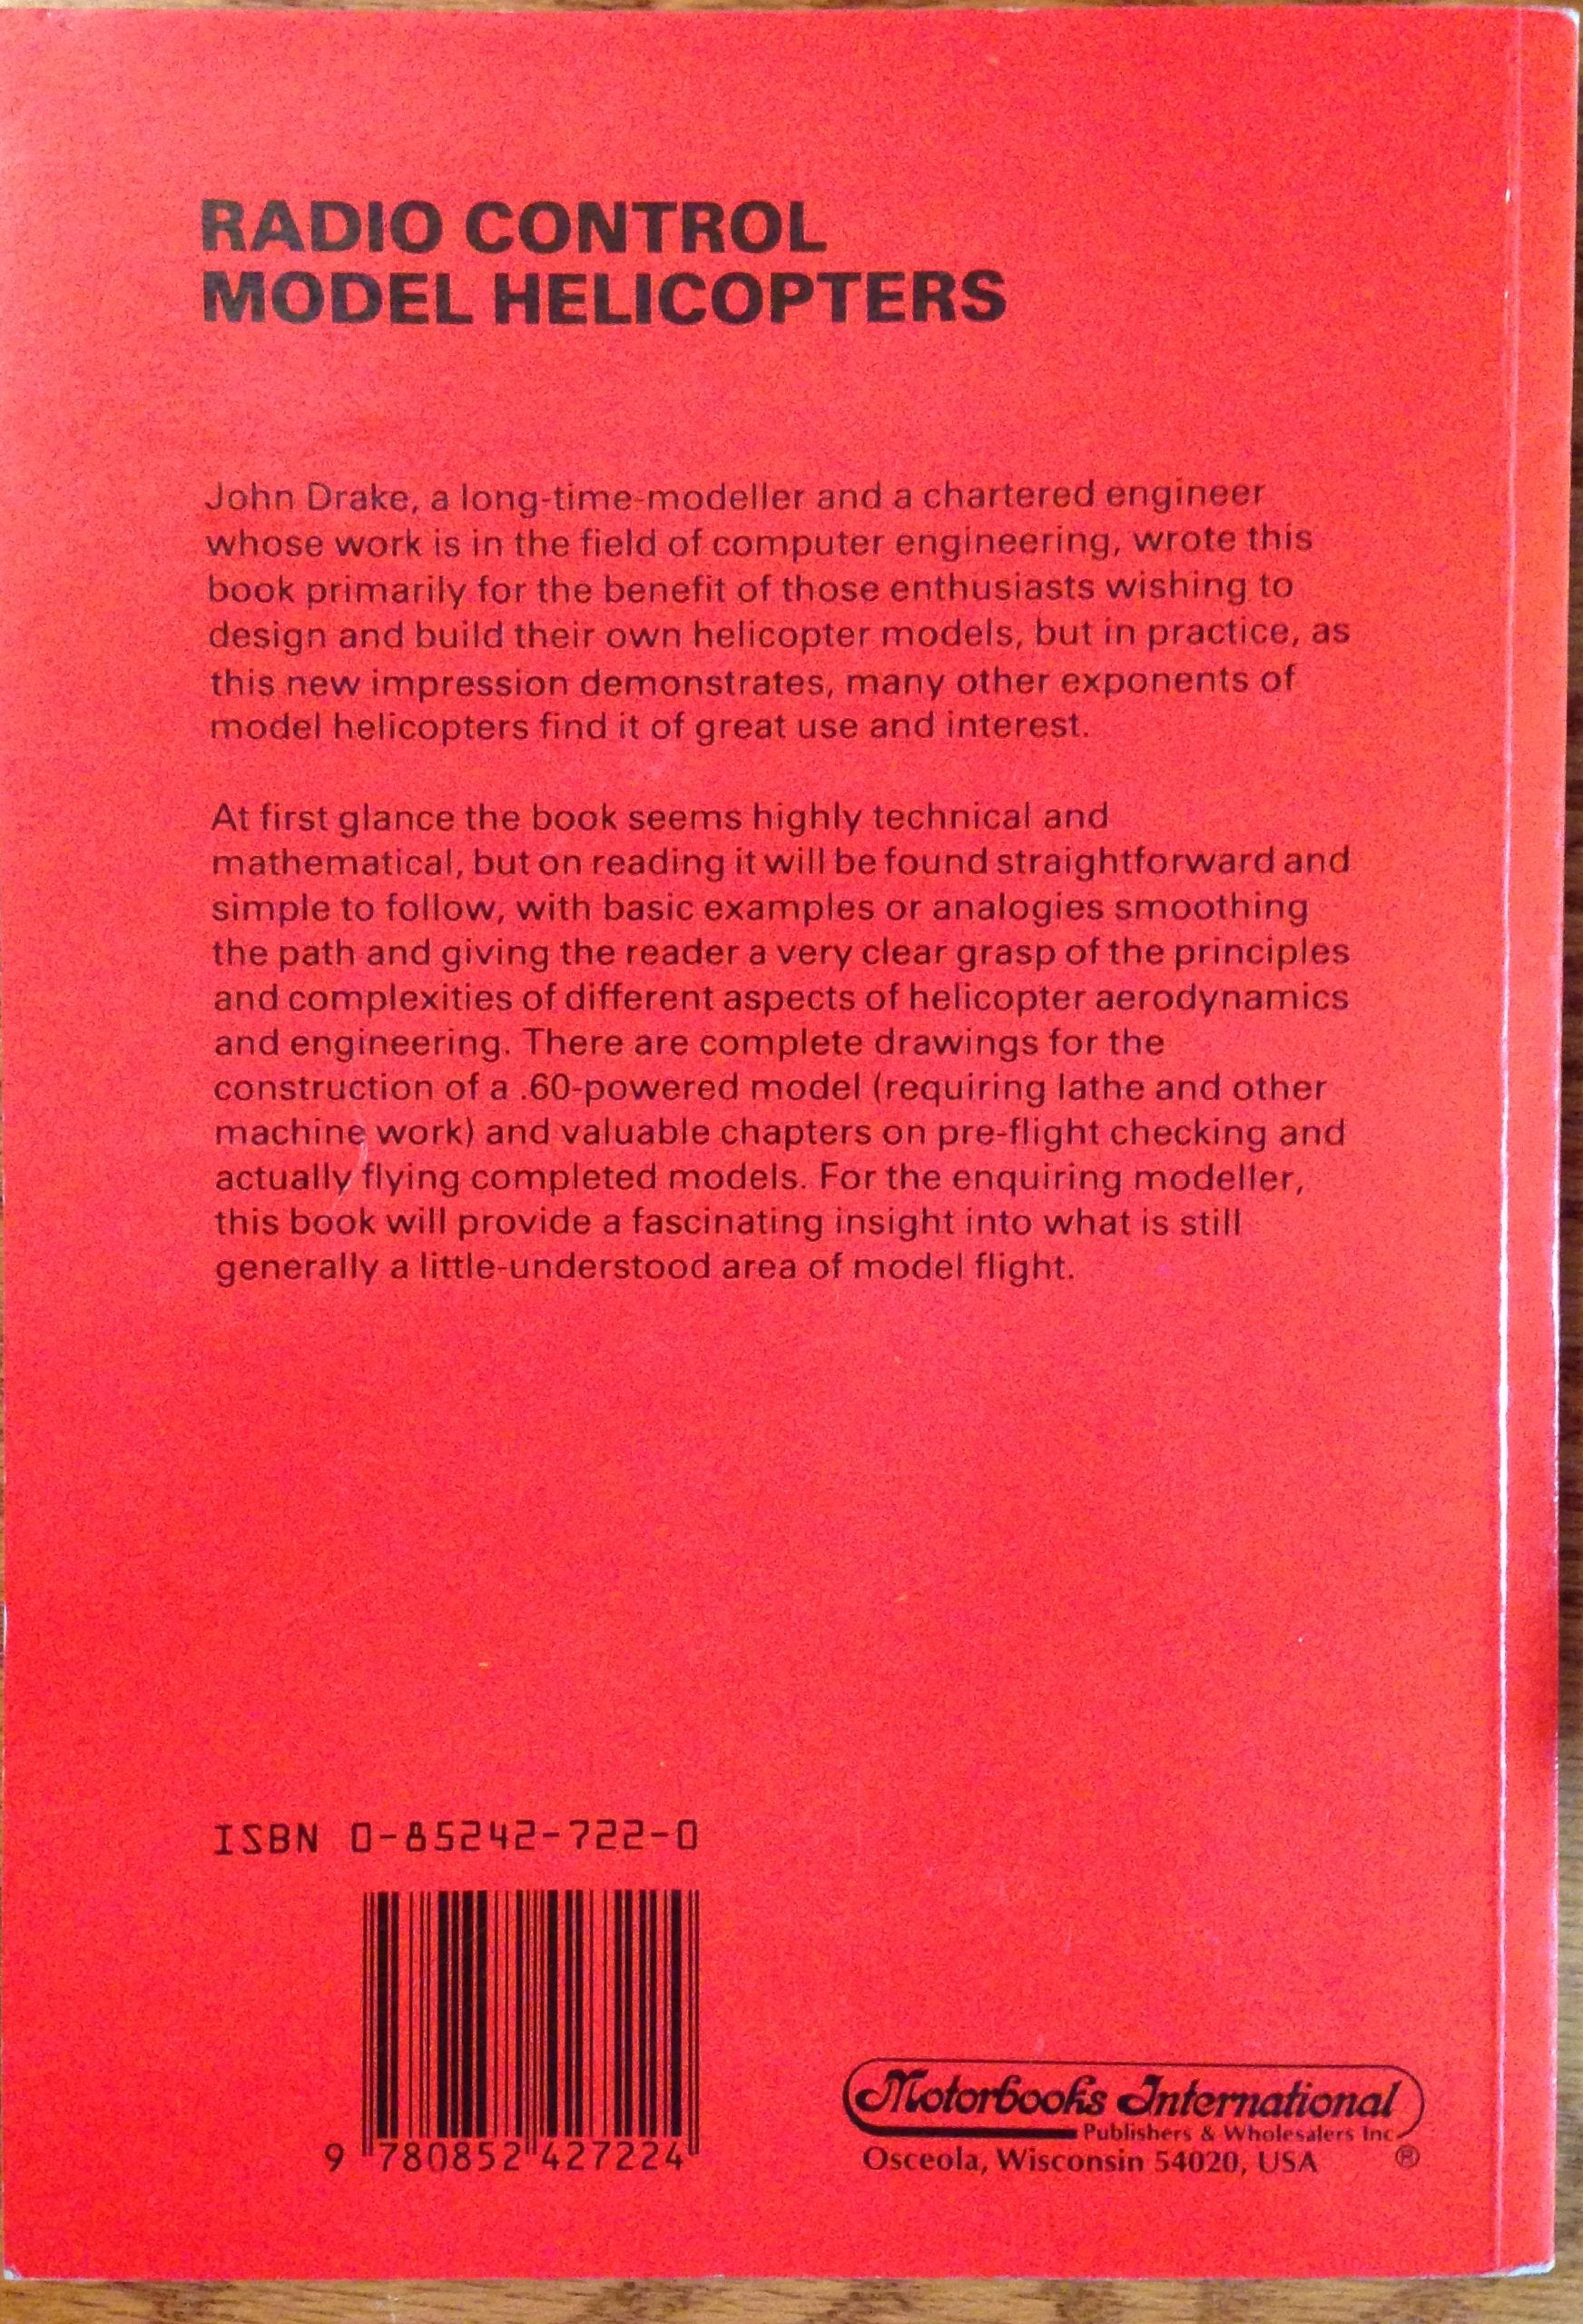 RADIO CONTROL
MODEL HELICOPTERS
John Drake, a long-time-modeller and a chartered engineer
whose work is in the field of computer engineering, wrote this
book primarily for the benefit of those enthusiasts wishing to
design and build their own helicopter models, but in practice, as
this new impression demonstrates, many other exponents of
model helicopters find it of great use and interest.
At first glance the book seems highly technical and
mathematical, but on reading it will be found straightforward and
simple to follow, with basic examples or analogies smoothing
the path and giving the reader a very clear grasp of the principles
and complexities of different aspects of helicopter aerodynamics
and engineering. There are complete drawings for the
construction of a .60-powered model (requiring lathe and other
machine work) and valuable chapters on pre-flight checking and
actually flying completed models. For the enquiring modeller,
this book will provide a fascinating insight into what is still
generally a little-understood area of model flight.
ISBN 0-85242-722-0
9 780852 427224
Motorbooks International
Publishers & Wholesalers Inc
Osceola, Wisconsin 54020, USA ®